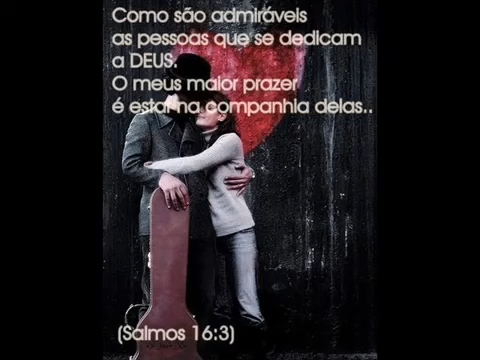 Como são admiráveis
as pessoas que se dedicam
a DEUS.
O meus maior prazer
é estar na companhia delas..
(Salmos 16:3)